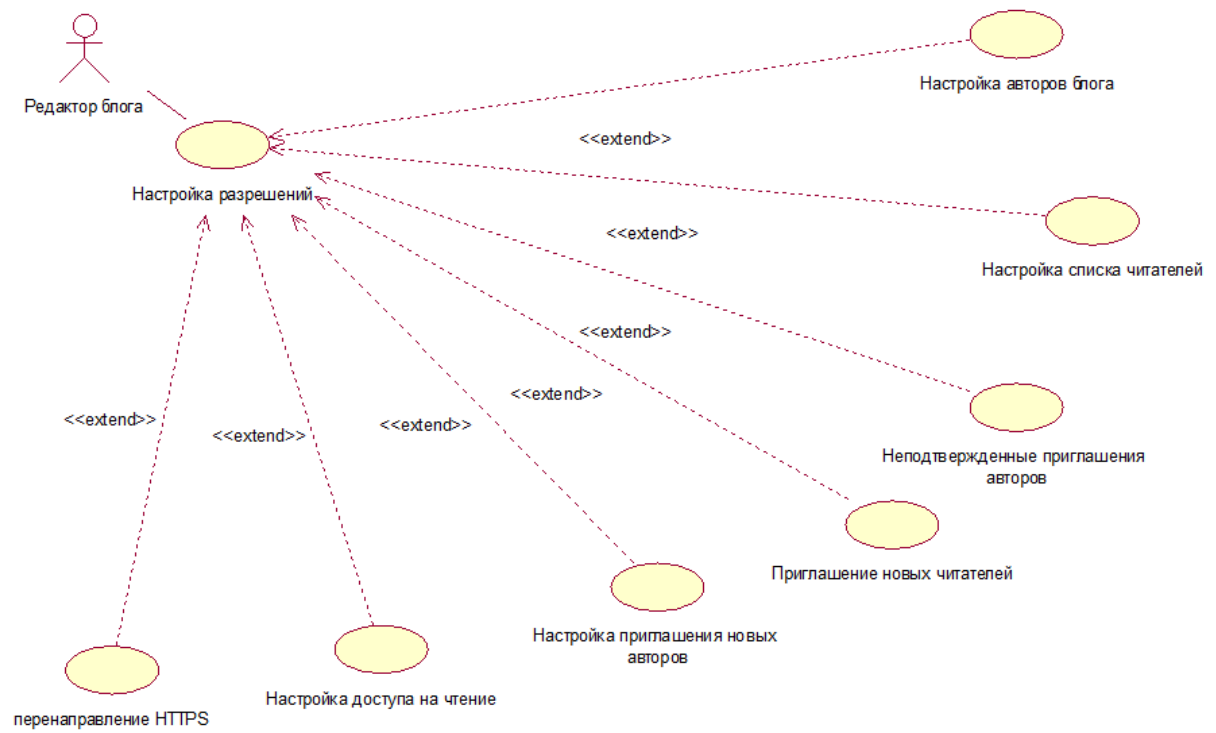 Настройка авторов блога
Редактор блога
<<extend>>
Настройка разрешений
<<extend>>
Настройка списка читателей
<<extend>>
<<extend>>
<<extend>>
<<extend>>
<<extend>>
Неподтвержденные приглашения
авторов
Приглашение новых читателей
Настройка приглашения новых
авторов
Настройка доступа на чтение
перенаправление HTTPS